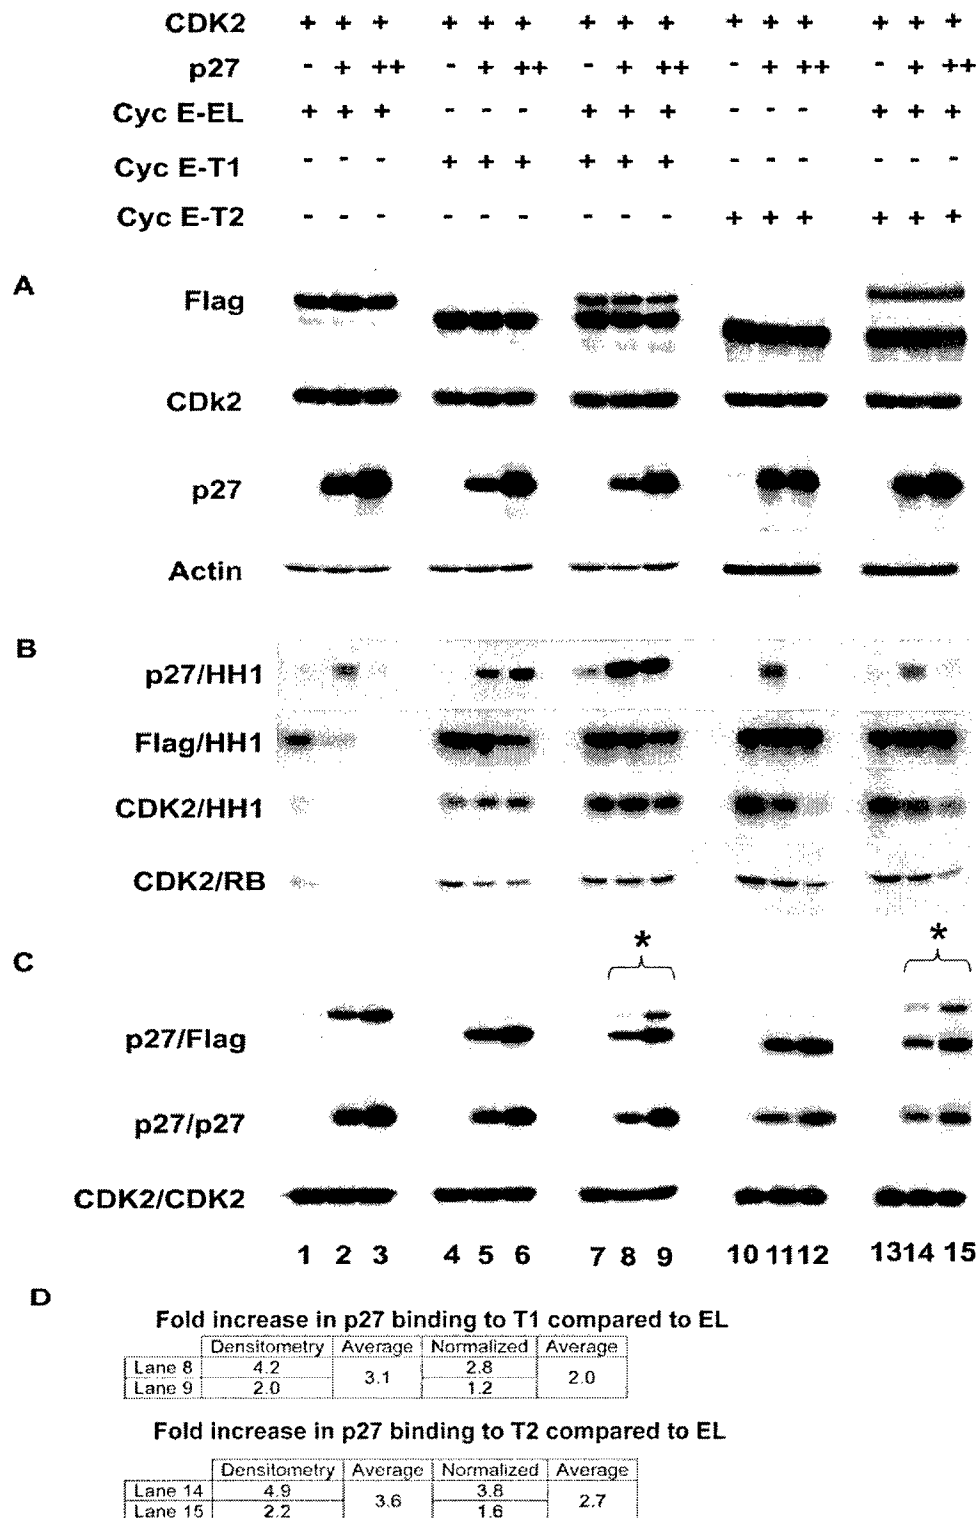 CDK2 + + + + + + + + + + + + + + +
p27 - + ++ - + ++ - + ++ - + ++ - + ++
Cyc E-EL + + + - - - + + + - - - + + +
Cyc E-T1 - - - + + + + + + - - - - - -
Cyc E-T2 - - - - - - - - - + + + + + +
A
Flag
CDk2
p27
Actin
B
p27/HH1
Flag/HH1
CDK2/HH1
CDK2/RB
* *
C
p27/Flag
p27/p27
CDK2/CDK2
1 2 3 4 5 6 7 8 9 10 11 12 13 14 15
D
Fold increase in p27 binding to T1 compared to EL
Densitometry Average Normalized Average
Lane 8 4.2 3.1 2.8 2.0
Lane 9 2.0 1.2
Fold increase in p27 binding to T2 compared to EL
Densitometry Average Normalized Average
Lane 14 4.9 3.6 3.8 2.7
Lane 15 2.2 1.6